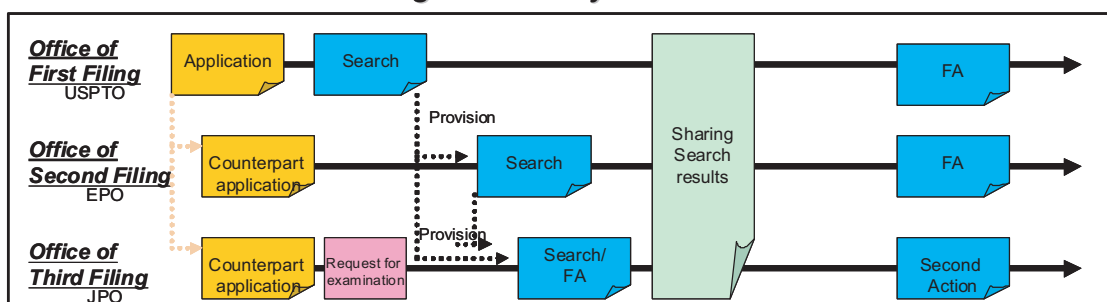 Office of
First Filing
USPTO
Application
Search
FA
Provision
Office of
Second Filing
EPO
Counterpart
application
Search
Sharing
Search
results
FA
Provision
Office of
Third Filing
JPO
Counterpart
application
Request for
examination
Search/
FA
Second
Action